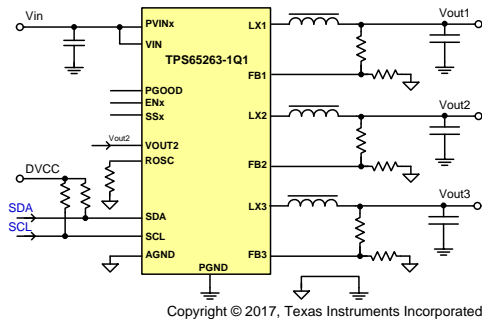 Vin
PVINx
VIN
TPS65263-1Q1
PGOOD
ENx
SSx
Vout2
VOUT2
ROSC
DVCC
SDA
SCL
SDA
SCL
AGND
PGND
LX1
Vout1
FB1
LX2
Vout2
FB2
LX3
Vout3
FB3
Copyright © 2017, Texas Instruments Incorporated